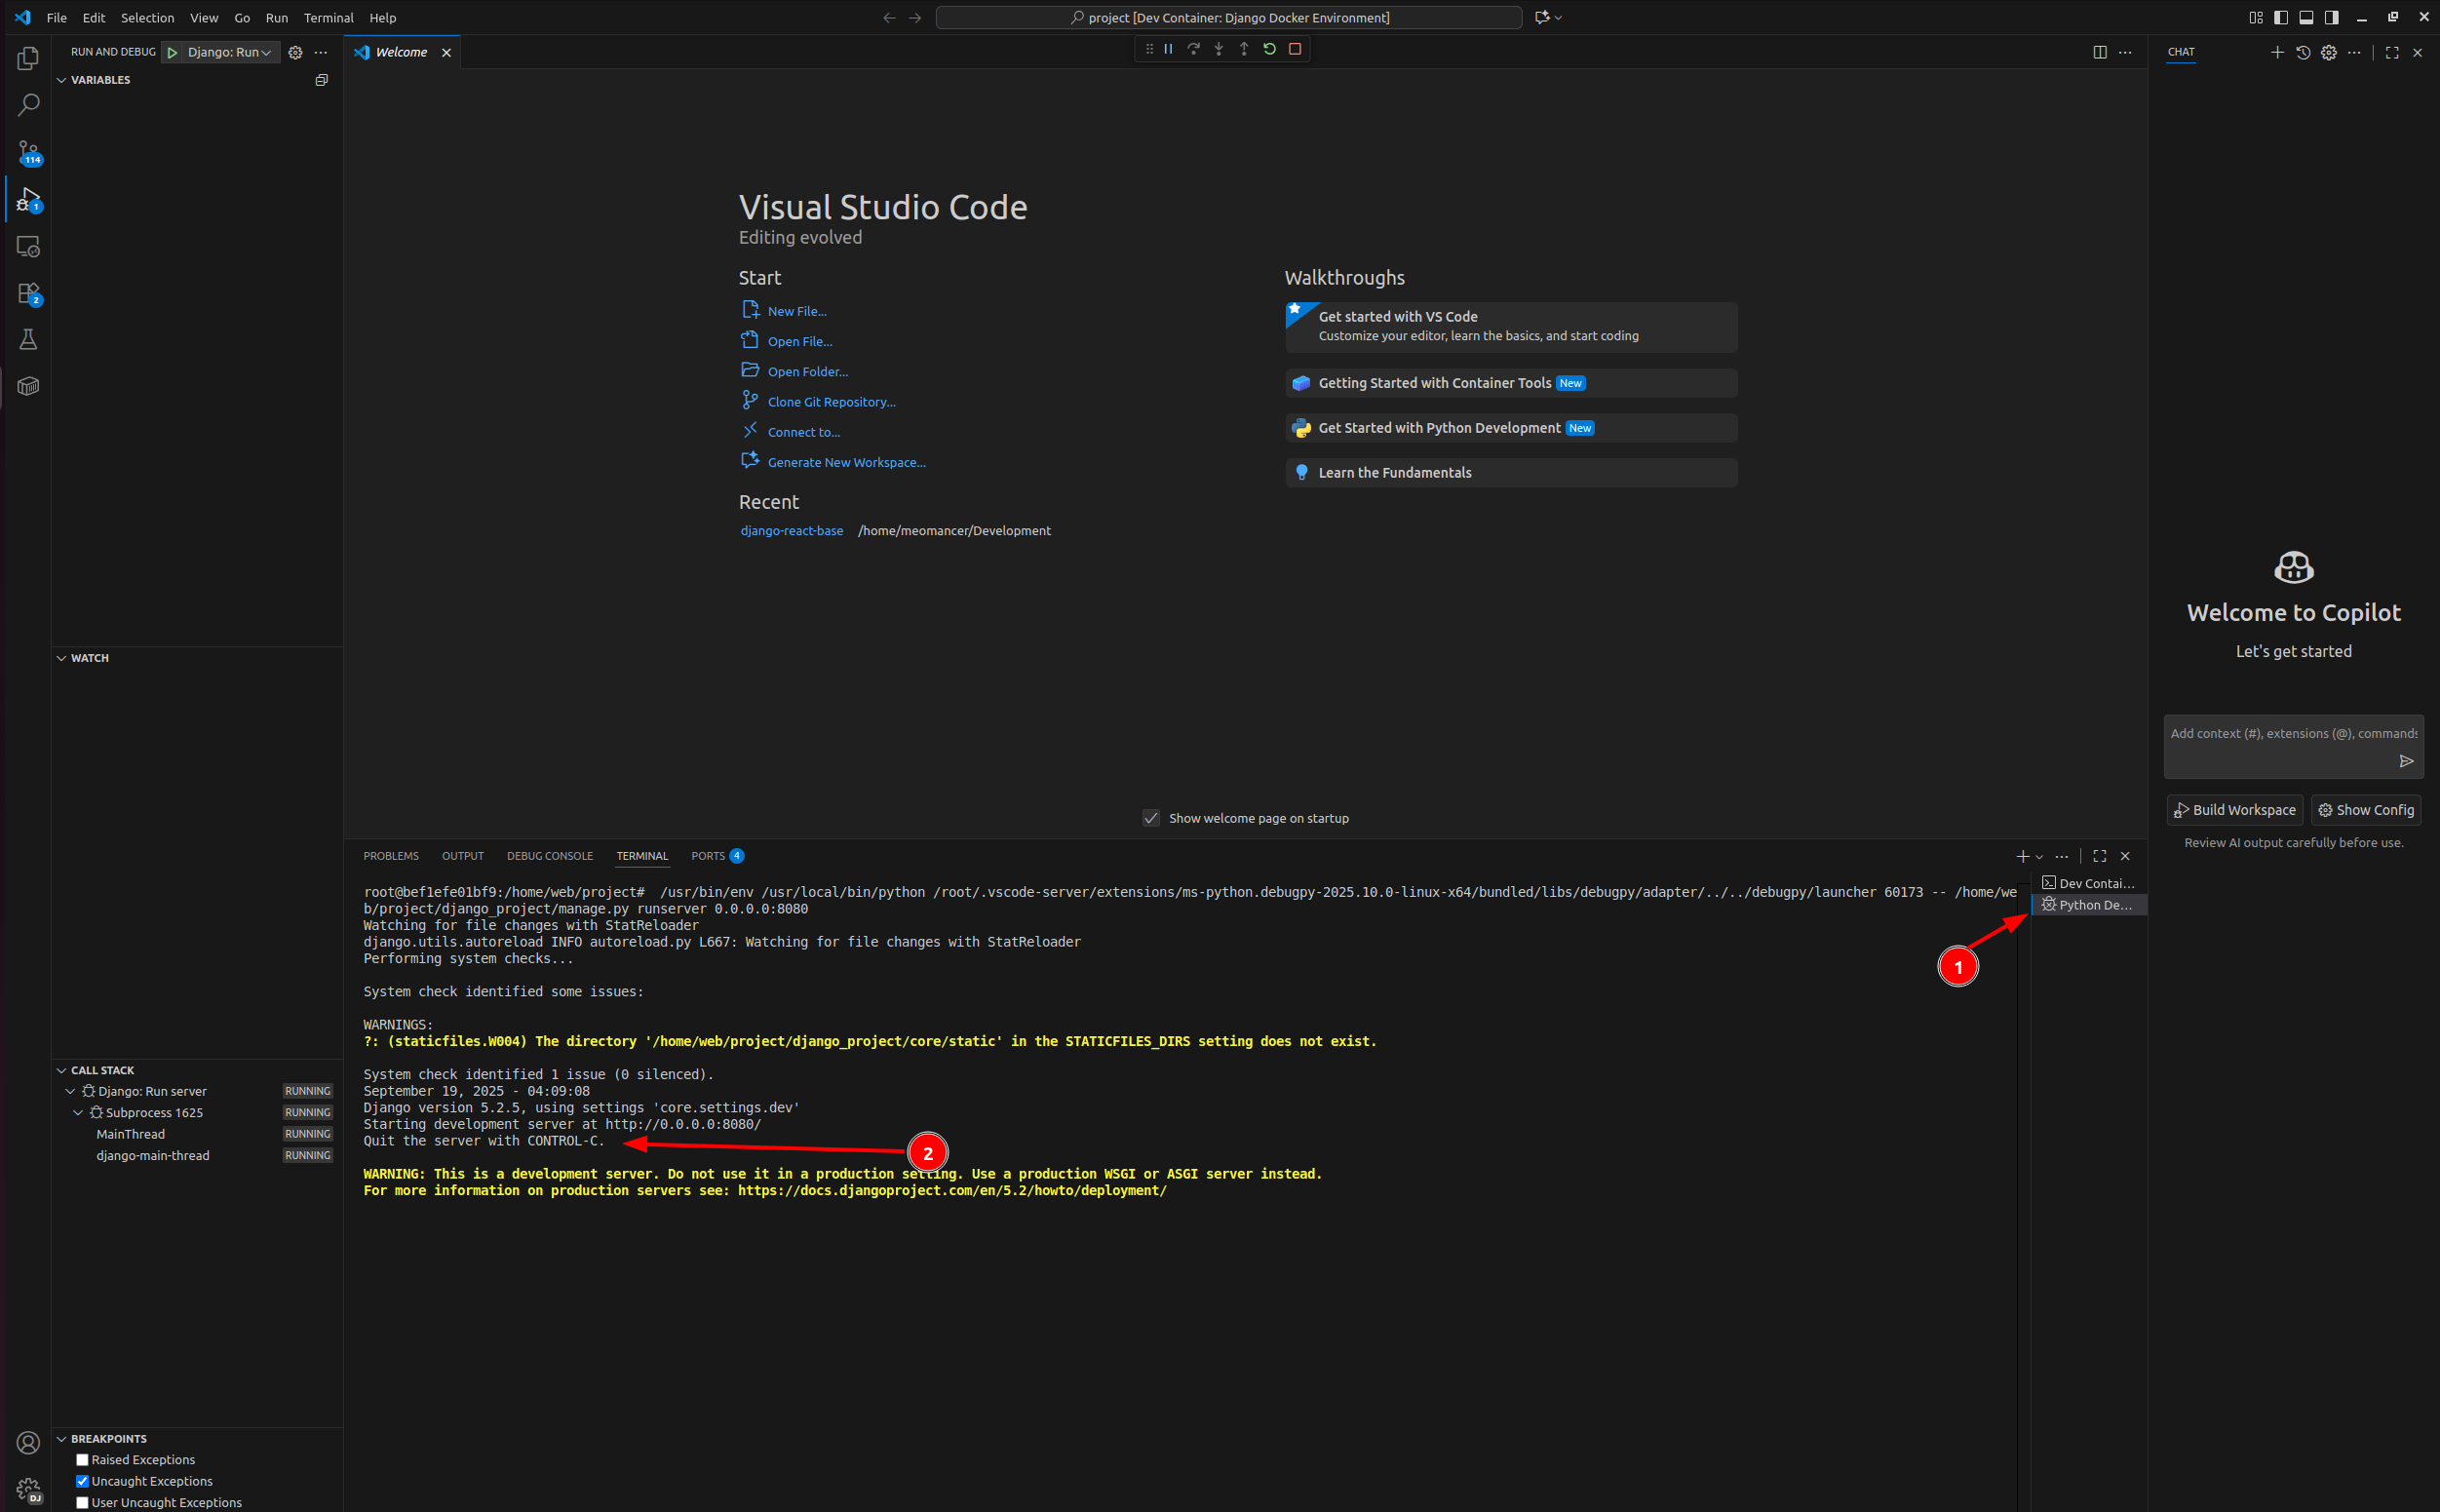 File Edit Selection View Go Run Terminal Help
project [Dev Container: Django Docker Environment]
RUN AND DEBUG
Django: Run
VARIABLES
114
1
2
WATCH
CALL STACK
Django: Run server RUNNING
Subprocess 1625 RUNNING
MainThread RUNNING
django-main-thread RUNNING
BREAKPOINTS
Raised Exceptions
Uncaught Exceptions
User Uncaught Exceptions
DJ
Welcome
Visual Studio Code
Editing evolved
Start
New File...
Open File...
Open Folder...
Clone Git Repository...
Connect to...
Generate New Workspace...
Recent
django-react-base /home/meomancer/Development
Walkthroughs
Get started with VS Code
Customize your editor, learn the basics, and start coding
Getting Started with Container Tools New
Get Started with Python Development New
Learn the Fundamentals
Show welcome page on startup
PROBLEMS OUTPUT DEBUG CONSOLE TERMINAL PORTS 4
root@bef1efe01bf9:/home/web/project#  /usr/bin/env /usr/local/bin/python /root/.vscode-server/extensions/ms-python.debugpy-2025.10.0-linux-x64/bundled/libs/debugpy/adapter/../../debugpy/launcher 60173 -- /home/we
b/project/django_project/manage.py runserver 0.0.0.0:8080
Watching for file changes with StatReloader
django.utils.autoreload INFO autoreload.py L667: Watching for file changes with StatReloader
Performing system checks...
System check identified some issues:
WARNINGS:
?: (staticfiles.W004) The directory '/home/web/project/django_project/core/static' in the STATICFILES_DIRS setting does not exist.
System check identified 1 issue (0 silenced).
September 19, 2025 - 04:09:08
Django version 5.2.5, using settings 'core.settings.dev'
Starting development server at http://0.0.0.0:8080/
Quit the server with CONTROL-C.
2
WARNING: This is a development server. Do not use it in a production setting. Use a production WSGI or ASGI server instead.
For more information on production servers see: https://docs.djangoproject.com/en/5.2/howto/deployment/
Dev Contai...
Python De...
1
CHAT
Welcome to Copilot
Let's get started
Add context (#), extensions (@), commands
Build Workspace
Show Config
Review AI output carefully before use.